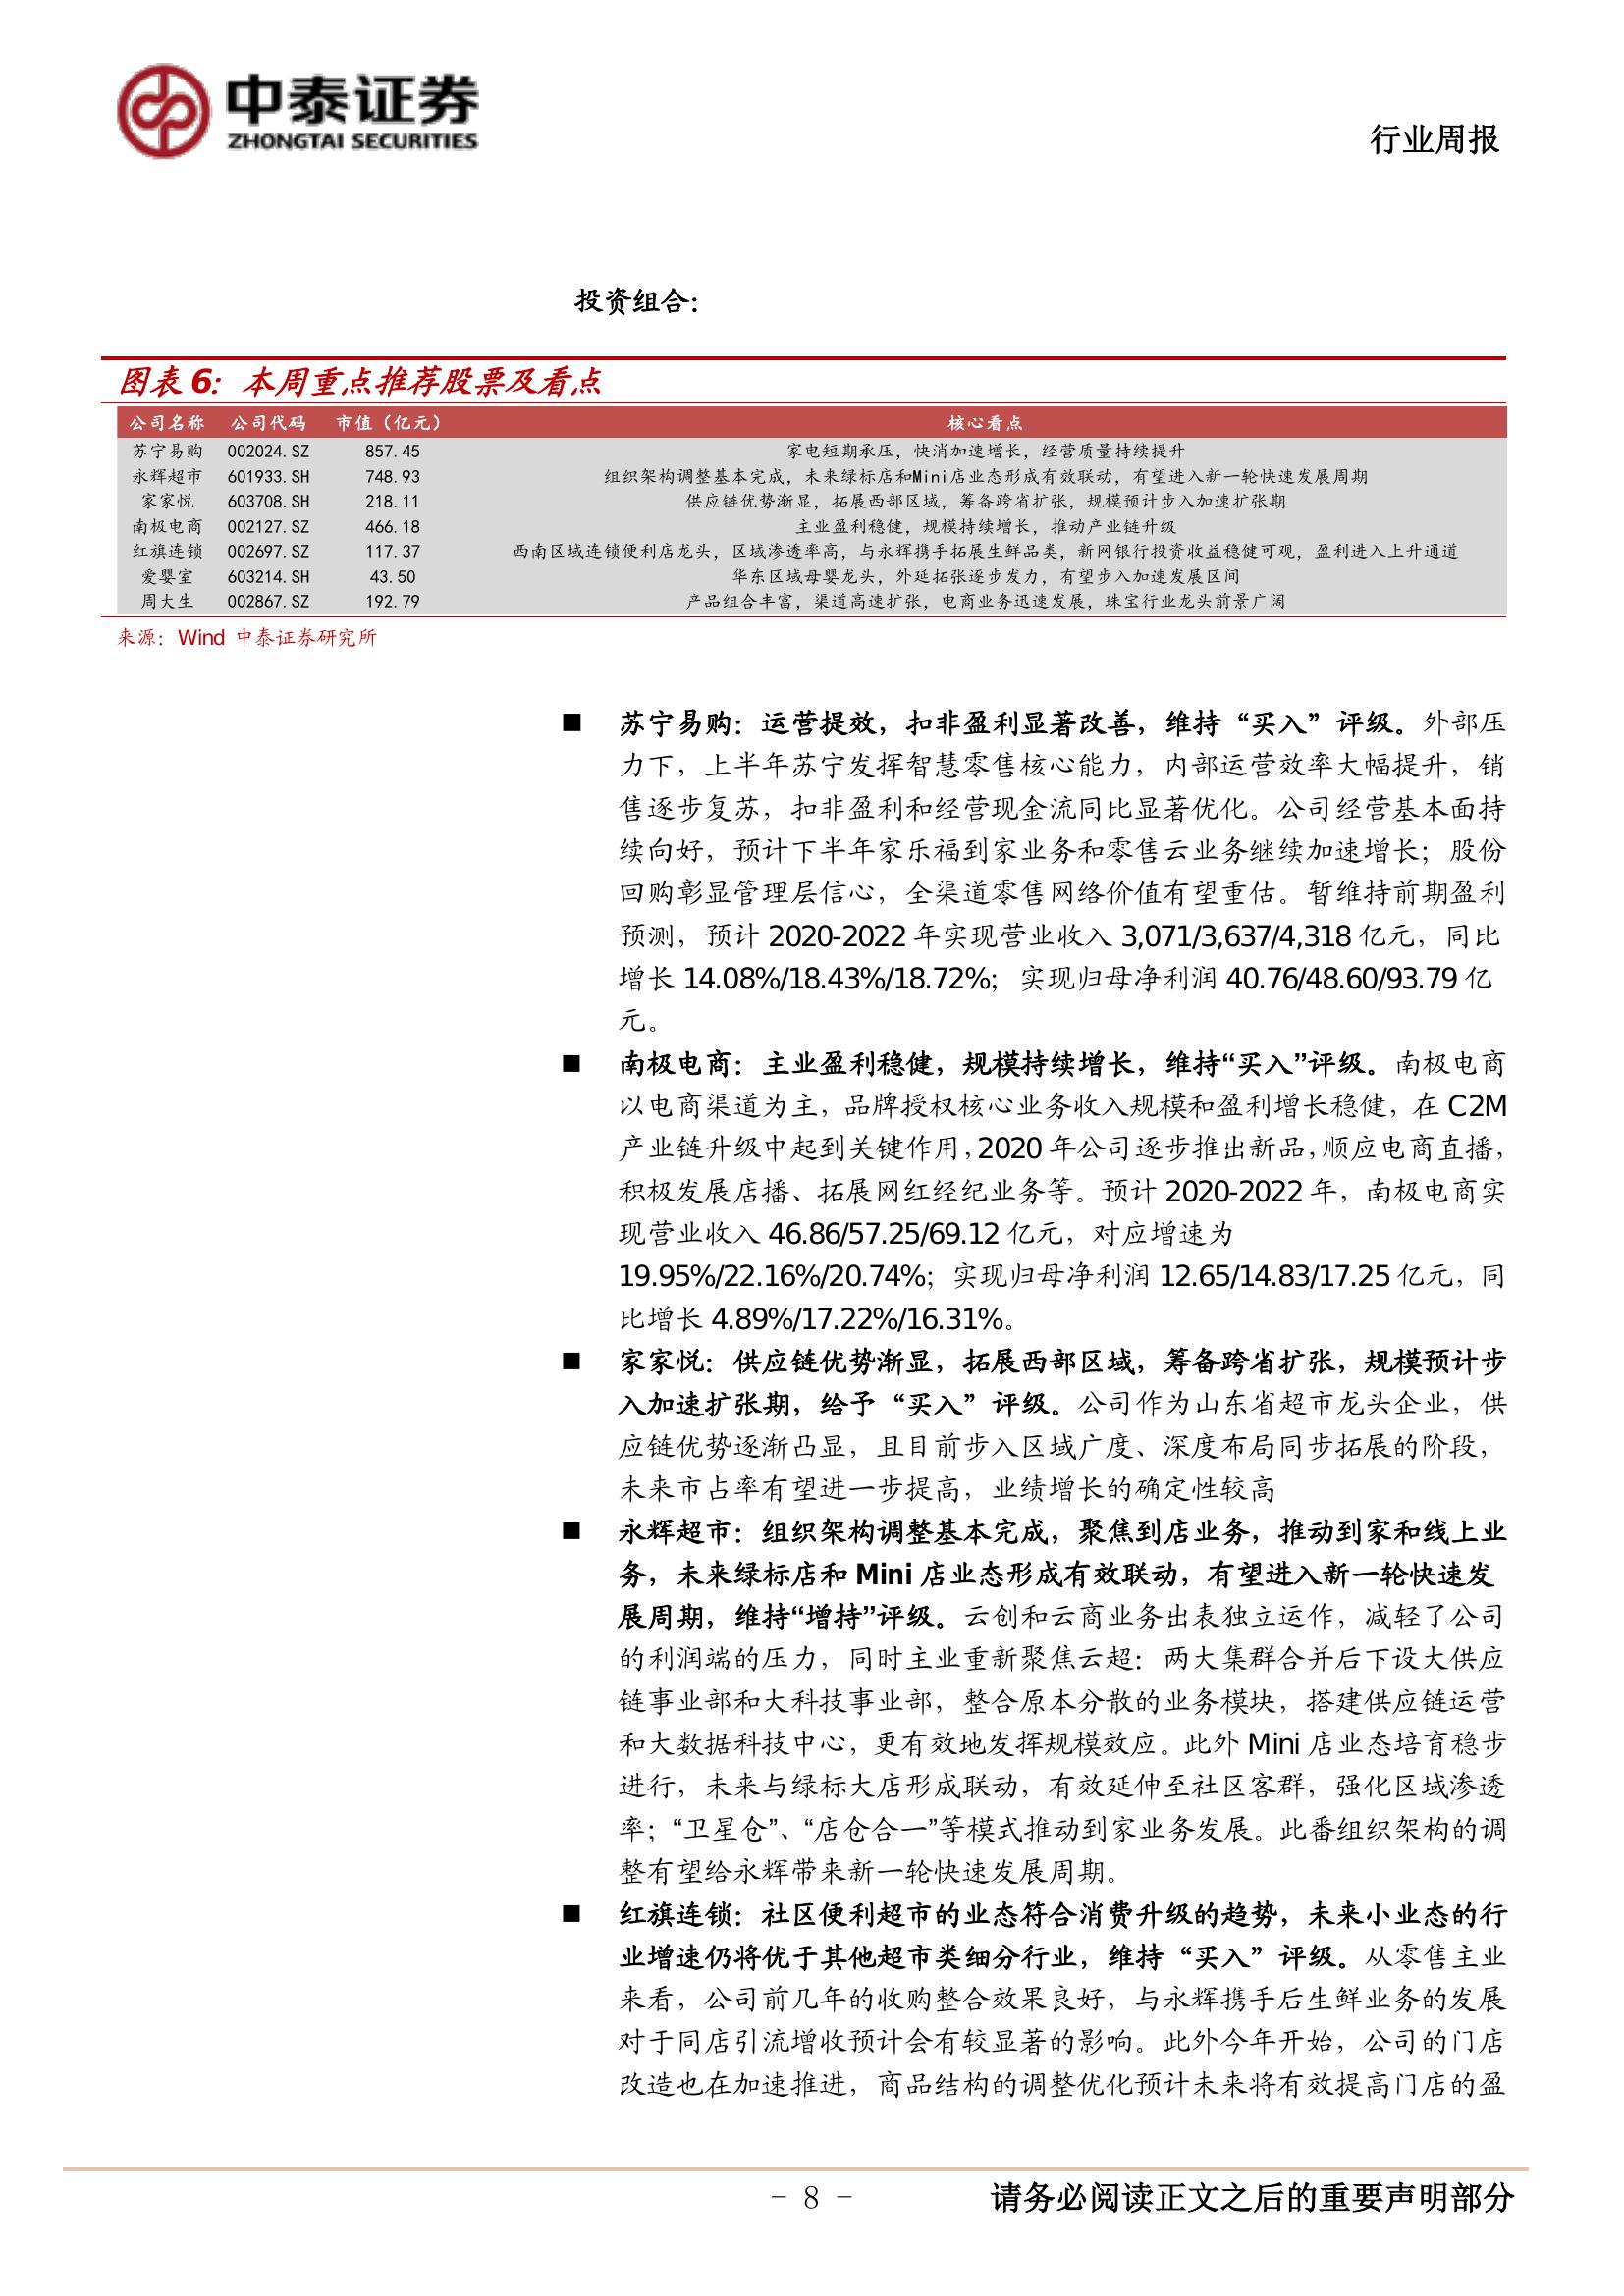 中泰证券
ZHONGTAI SECURITIES
行业周报
投资组合：
图表 6：本周重点推荐股票及看点
公司名称 公司代码 市值（亿元） 核心看点
苏宁易购 002024.SZ 857.45 家电短期承压，快消加速增长，经营质量持续提升
永辉超市 601933.SH 748.93 组织架构调整基本完成，未来绿标店和Mini店业态形成有效联动，有望进入新一轮快速发展周期
家家悦 603708.SH 218.11 供应链优势渐显，拓展西部区域，筹备跨省扩张，规模预计步入加速扩张期
南极电商 002127.SZ 466.18 主业盈利稳健，规模持续增长，推动产业链升级
红旗连锁 002697.SZ 117.37 西南区域连锁便利店龙头，区域渗透率高，与永辉携手拓展生鲜品类，新网银行投资收益稳健可观，盈利进入上升通道
爱婴室 603214.SH 43.50 华东区域母婴龙头，外延拓张逐步发力，有望步入加速发展区间
周大生 002867.SZ 192.79 产品组合丰富，渠道高速扩张，电商业务迅速发展，珠宝行业龙头前景广阔
来源：Wind 中泰证券研究所
■ 苏宁易购：运营提效，扣非盈利显著改善，维持“买入”评级。外部压
力下，上半年苏宁发挥智慧零售核心能力，内部运营效率大幅提升，销
售逐步复苏，扣非盈利和经营现金流同比显著优化。公司经营基本面持
续向好，预计下半年家乐福到家业务和零售云业务继续加速增长；股份
回购彰显管理层信心，全渠道零售网络价值有望重估。暂维持前期盈利
预测，预计 2020-2022 年实现营业收入 3,071/3,637/4,318 亿元，同比
增长 14.08%/18.43%/18.72%；实现归母净利润 40.76/48.60/93.79 亿
元。
■ 南极电商：主业盈利稳健，规模持续增长，维持“买入”评级。南极电商
以电商渠道为主，品牌授权核心业务收入规模和盈利增长稳健，在 C2M
产业链升级中起到关键作用，2020 年公司逐步推出新品，顺应电商直播，
积极发展店播、拓展网红经纪业务等。预计 2020-2022 年，南极电商实
现营业收入 46.86/57.25/69.12 亿元，对应增速为
19.95%/22.16%/20.74%；实现归母净利润 12.65/14.83/17.25 亿元，同
比增长 4.89%/17.22%/16.31%。
■ 家家悦：供应链优势渐显，拓展西部区域，筹备跨省扩张，规模预计步
入加速扩张期，给予“买入”评级。公司作为山东省超市龙头企业，供
应链优势逐渐凸显，且目前步入区域广度、深度布局同步拓展的阶段，
未来市占率有望进一步提高，业绩增长的确定性较高
■ 永辉超市：组织架构调整基本完成，聚焦到店业务，推动到家和线上业
务，未来绿标店和 Mini 店业态形成有效联动，有望进入新一轮快速发
展周期，维持“增持”评级。云创和云商业务出表独立运作，减轻了公司
的利润端的压力，同时主业重新聚焦云超：两大集群合并后下设大供应
链事业部和大科技事业部，整合原本分散的业务模块，搭建供应链运营
和大数据科技中心，更有效地发挥规模效应。此外 Mini 店业态培育稳步
进行，未来与绿标大店形成联动，有效延伸至社区客群，强化区域渗透
率；“卫星仓”、“店仓合一”等模式推动到家业务发展。此番组织架构的调
整有望给永辉带来新一轮快速发展周期。
■ 红旗连锁：社区便利超市的业态符合消费升级的趋势，未来小业态的行
业增速仍将优于其他超市类细分行业，维持“买入”评级。从零售主业
来看，公司前几年的收购整合效果良好，与永辉携手后生鲜业务的发展
对于同店引流增收预计会有较显著的影响。此外今年开始，公司的门店
改造也在加速推进，商品结构的调整优化预计未来将有效提高门店的盈
- 8 -
请务必阅读正文之后的重要声明部分